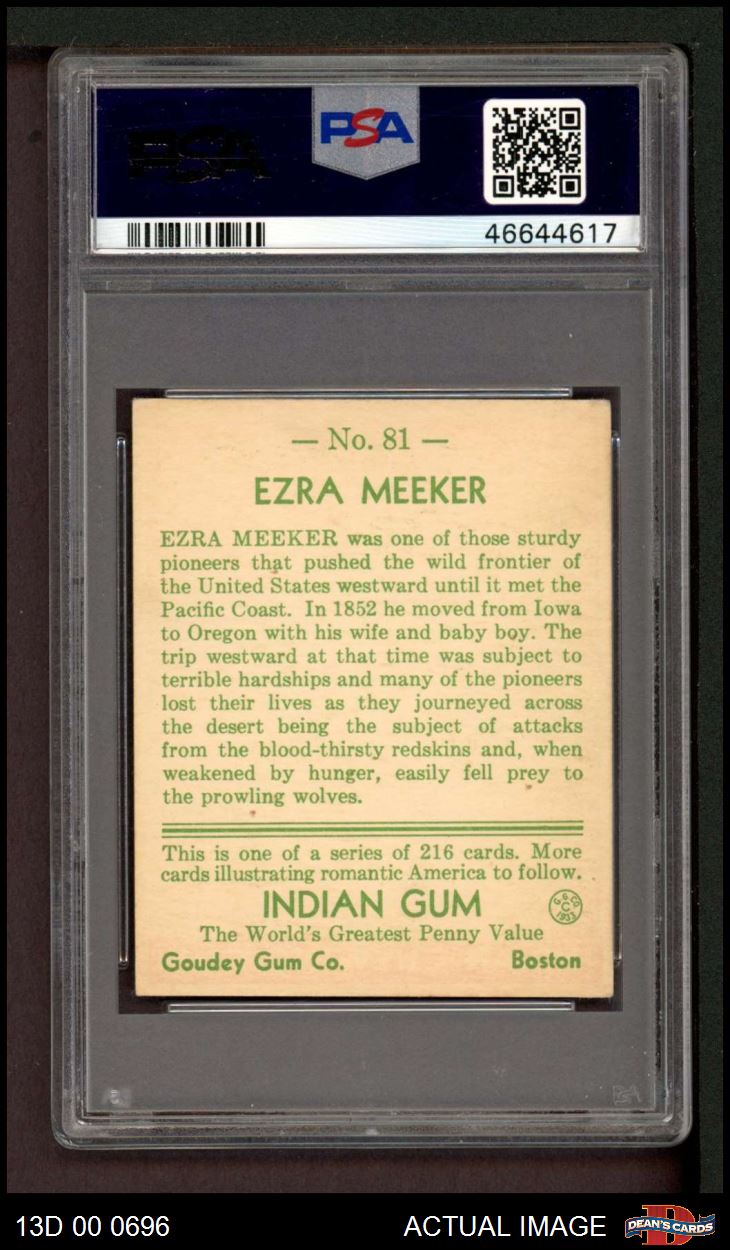 PSA
PSA
46644617
— No. 81 —
EZRA MEEKER
EZRA MEEKER was one of those sturdy
pioneers that pushed the wild frontier of
the United States westward until it met the
Pacific Coast. In 1852 he moved from Iowa
to Oregon with his wife and baby boy. The
trip westward at that time was subject to
terrible hardships and many of the pioneers
lost their lives as they journeyed across
the desert being the subject of attacks
from the blood-thirsty redskins and, when
weakened by hunger, easily fell prey to
the prowling wolves.
This is one of a series of 216 cards. More
cards illustrating romantic America to follow.
INDIAN GUM
G. G. CO.
C
1933
The World's Greatest Penny Value
Goudey Gum Co. Boston
PSA
13D 00 0696 ACTUAL IMAGE
D
DEAN'S CARDS